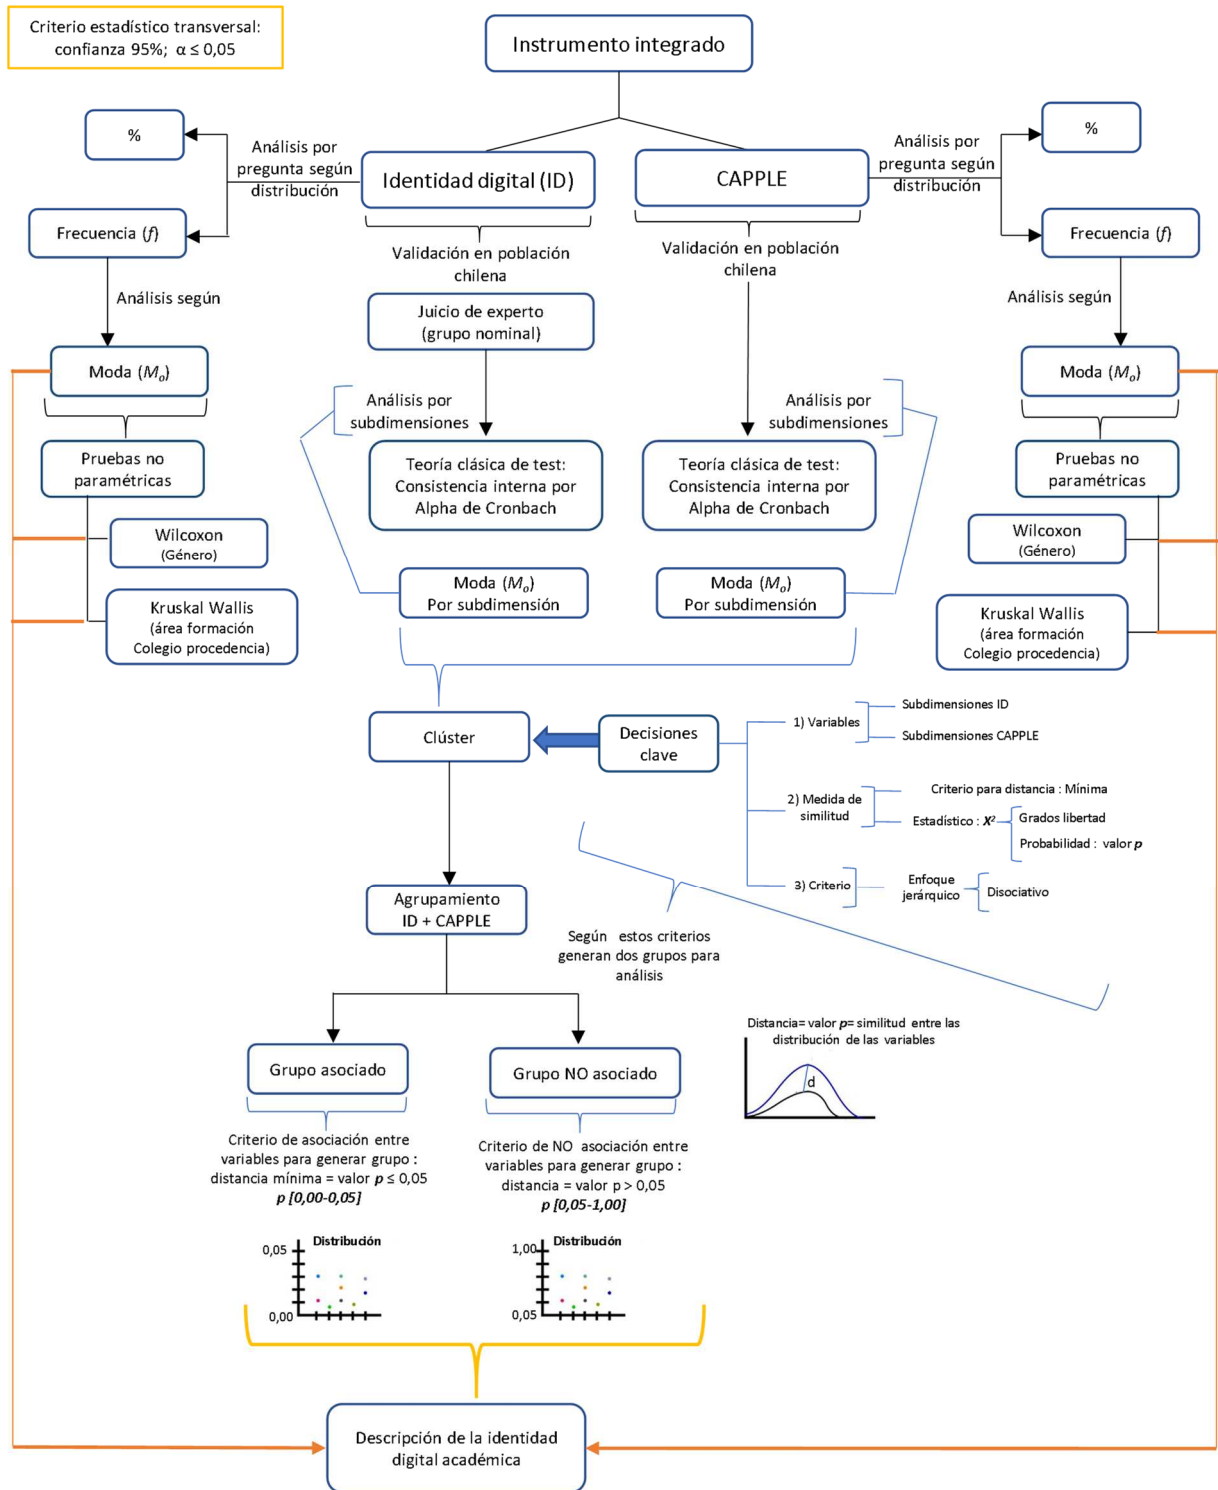 Criterio estadístico transversal:
confianza 95%; α ≤ 0,05
Instrumento integrado
%
Análisis por
pregunta según
distribución
Identidad digital (ID)
CAPPLE
Análisis por
pregunta según
distribución
%
Frecuencia (f)
Validación en población
chilena
Validación en población
chilena
Frecuencia (f)
Análisis según
Juicio de experto
(grupo nominal)
Análisis según
Moda (Mo)
Análisis por
subdimensiones
Análisis por
subdimensiones
Moda (Mo)
Pruebas no
paramétricas
Teoría clásica de test:
Consistencia interna por
Alpha de Cronbach
Teoría clásica de test:
Consistencia interna por
Alpha de Cronbach
Pruebas no
paramétricas
Wilcoxon
(Género)
Wilcoxon
(Género)
Moda (Mo)
Por subdimensión
Moda (Mo)
Por subdimensión
Kruskal Wallis
(área formación
Colegio procedencia)
Kruskal Wallis
(área formación
Colegio procedencia)
Clúster
Decisiones
clave
1) Variables
Subdimensiones ID
Subdimensiones CAPPLE
2) Medida de
similitud
Criterio para distancia : Mínima
Estadístico : X²
Grados libertad
Probabilidad : valor p
3) Criterio
Enfoque
jerárquico
Disociativo
Agrupamiento
ID + CAPPLE
Según estos criterios
generan dos grupos para
análisis
Distancia= valor p= similitud entre las
distribución de las variables
d
Grupo asociado
Grupo NO asociado
Criterio de asociación entre
variables para generar grupo :
distancia mínima = valor p ≤ 0,05
p [0,00-0,05]
Criterio de NO asociación entre
variables para generar grupo :
distancia = valor p > 0,05
p [0,05-1,00]
Distribución
0,05
0,00
Distribución
1,00
0,05
Descripción de la identidad
digital académica